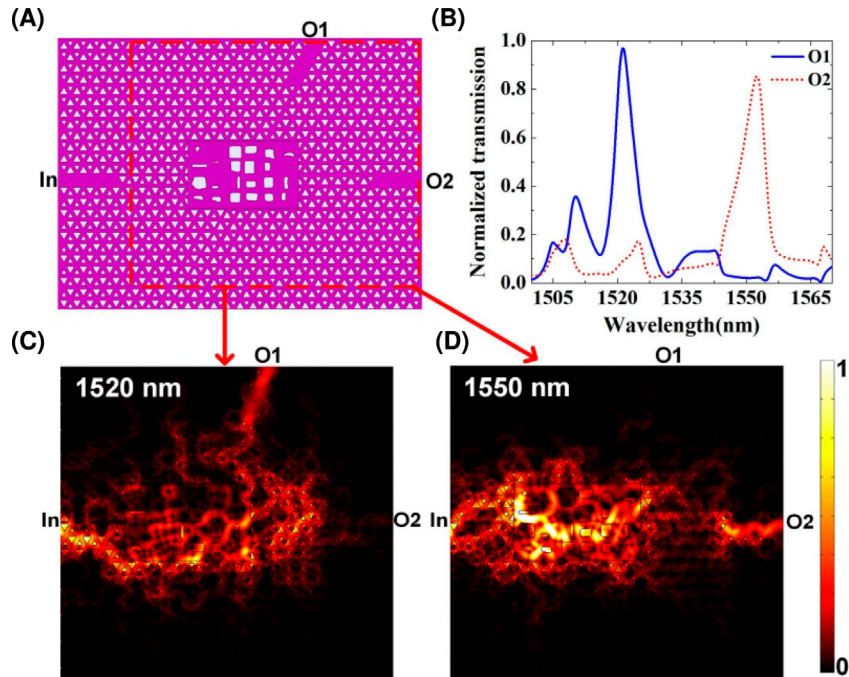 (A)
(B)
O1
In
O2
Normalized transmission
1.0
0.8
0.6
0.4
0.2
0.0
O1
O2
1505
1520
1535
1550
1565
Wavelength(nm)
(C)
(D)
O1
1520 nm
In
O2
O1
1550 nm
In
O2
1
0